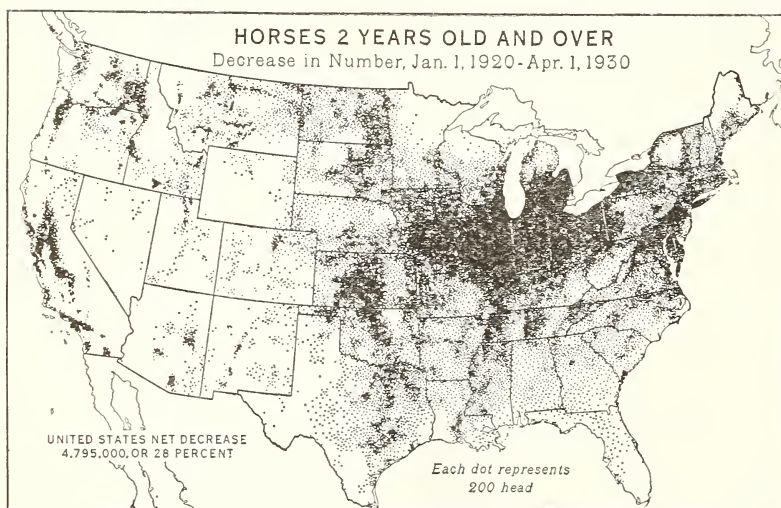 HORSES 2 YEARS OLD AND OVER
Decrease in Number, Jan. 1, 1920-Apr. 1, 1930
UNITED STATES NET DECREASE
4,795,000, OR 28 PERCENT
Each dot represents
200 head